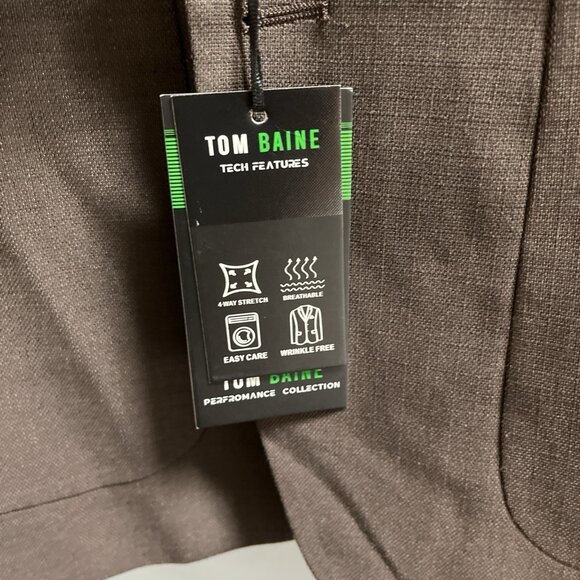 TOM BAINE
TECH FEATURES
4-WAY STRETCH
BREATHABLE
EASY CARE
WRINKLE FREE
TOM BAINE
PERFROMANCE COLLECTION